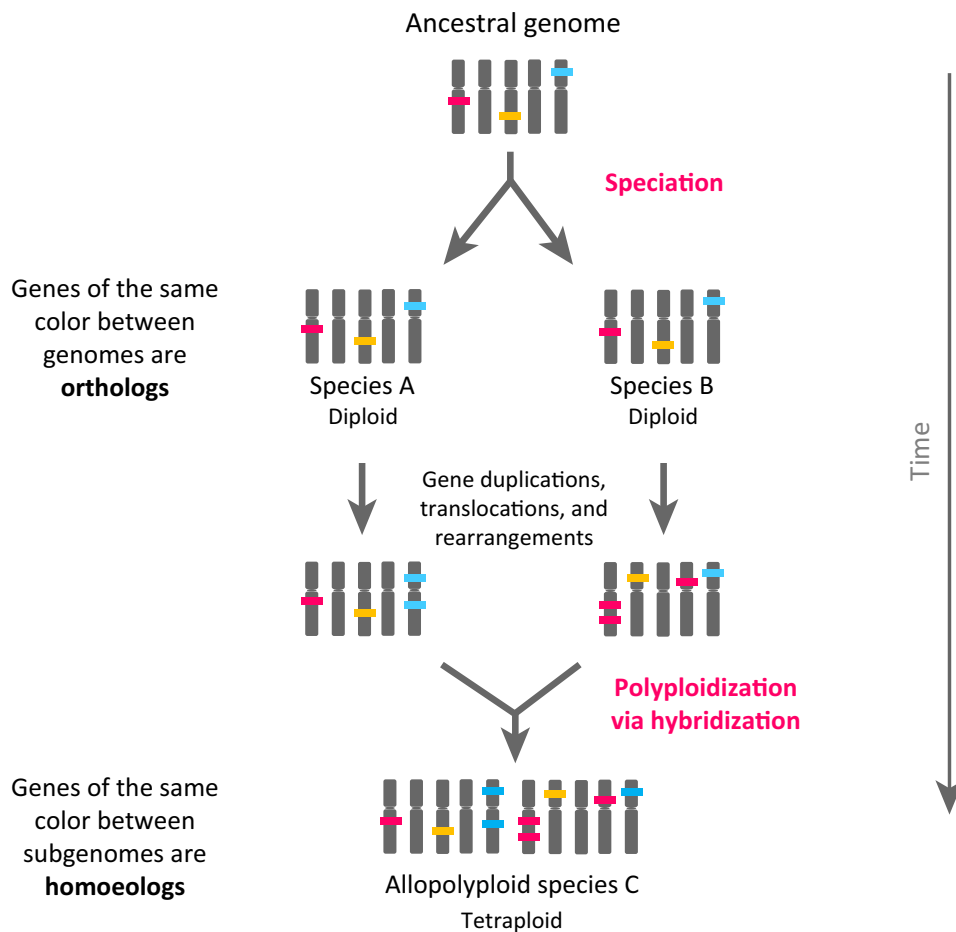 Ancestral genome
Speciation
Genes of the same
color between
genomes are
orthologs
Species A
Diploid
Species B
Diploid
Time
Gene duplications,
translocations, and
rearrangements
Polyploidization
via hybridization
Genes of the same
color between
subgenomes are
homoeologs
Allopolyploid species C
Tetraploid